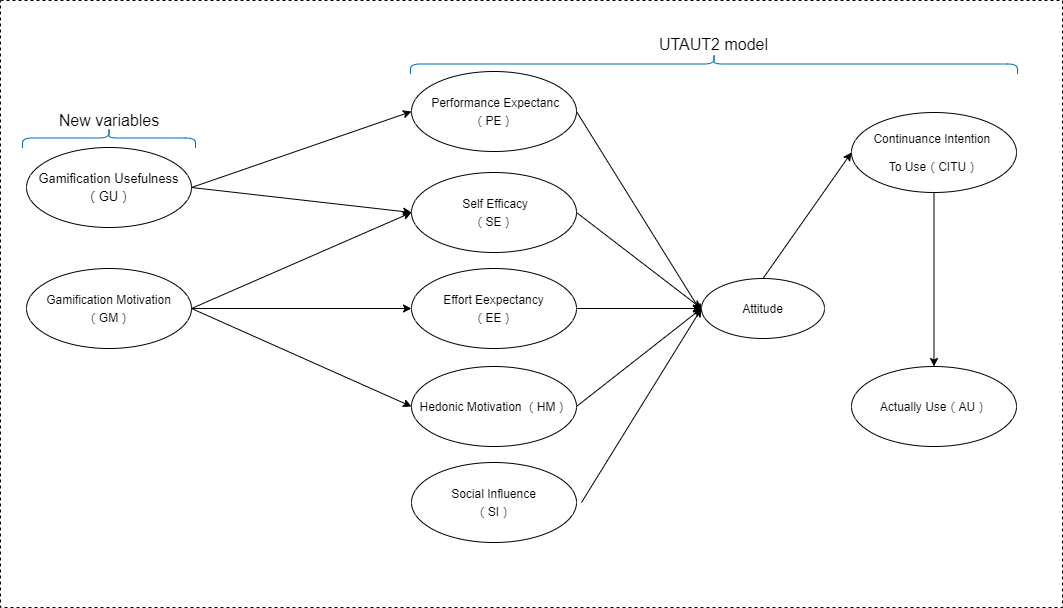 UTAUT2 model
New variables
Performance Expectanc
（PE）
Gamification Usefulness
（GU）
Self Efficacy
（SE）
Gamification Motivation
（GM）
Effort Eexpectancy
（EE）
Hedonic Motivation （HM）
Social Influence
（SI）
Attitude
Continuance Intention
To Use（CITU）
Actually Use（AU）